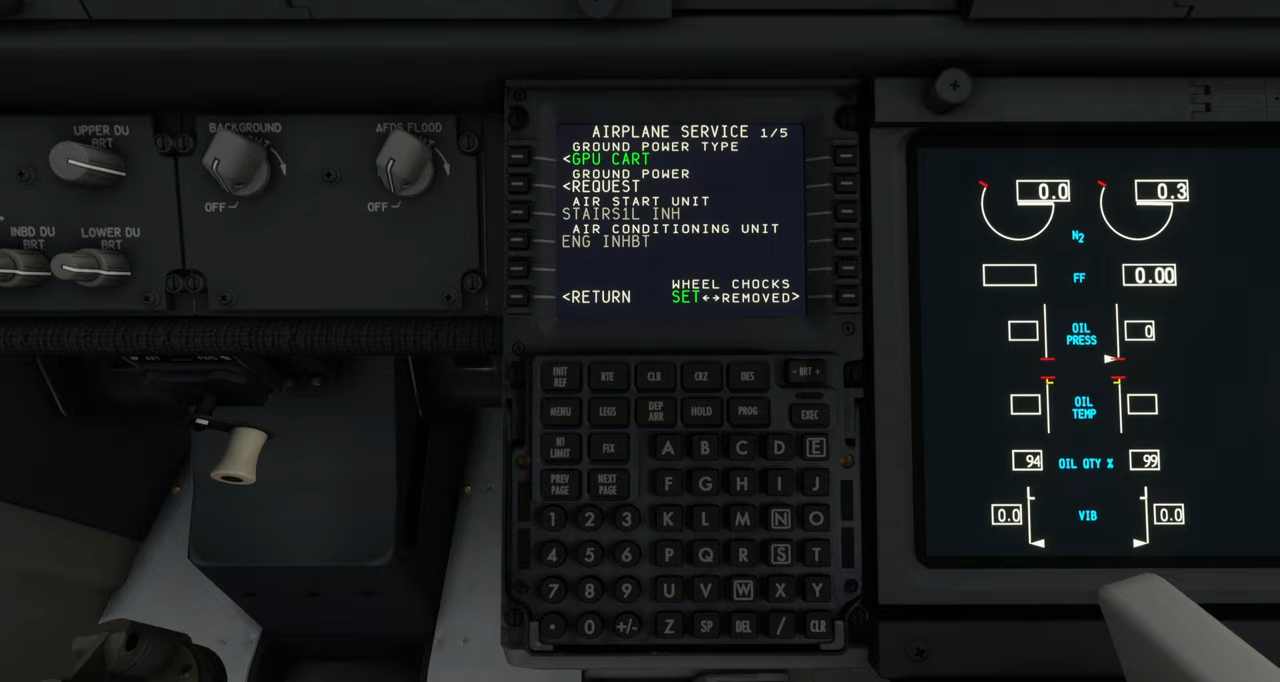 UPPER DU
BRT
BACKGROUND
OFF
AFDS FLOOD
OFF
INBD DU
BRT
LOWER DU
BRT
AIRPLANE SERVICE 1/5
GROUND POWER TYPE
<GPU CART
GROUND POWER
<REQUEST
AIR START UNIT
STAIRS1L INH
AIR CONDITIONING UNIT
ENG INHBT
WHEEL CHOCKS
<RETURN SET←→REMOVED>
INIT REF
RTE
CLB
CRZ
DES
- BRT +
MENU
LEGS
DEP ARR
HOLD
PROG
EXEC
N1 LIMIT
FIX
A B C D E
PREV PAGE
NEXT PAGE
F G H I J
1 2 3 K L M N O
4 5 6 P Q R S T
7 8 9 U V W X Y
. 0 +/- Z SP DEL / CLR
0.0 0.3
N2
FF 0.00
OIL PRESS 0
OIL TEMP
94 OIL QTY % 99
0.0 VIB 0.0